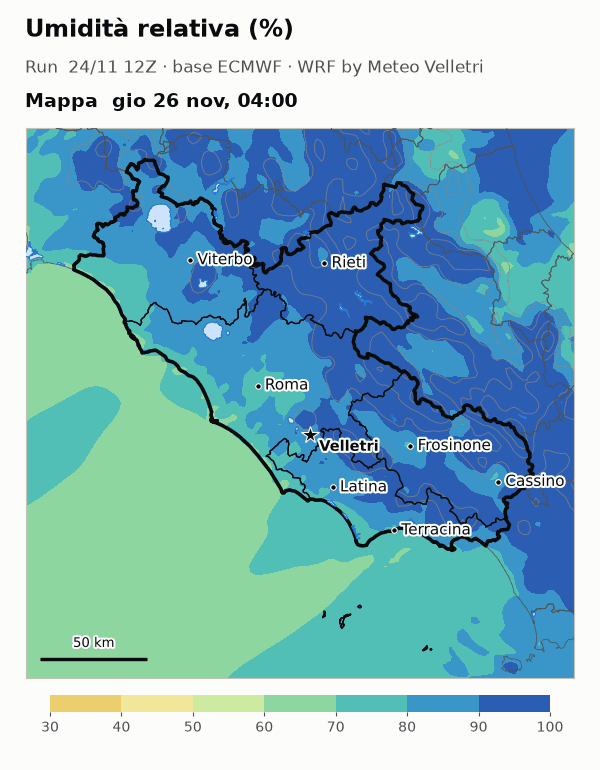 Umidità relativa (%)
Run  24/11 12Z · base ECMWF · WRF by Meteo Velletri
Mappa  gio 26 nov, 04:00
Viterbo
Rieti
Roma
Velletri
Frosinone
Cassino
Latina
Terracina
50 km
30 40 50 60 70 80 90 100